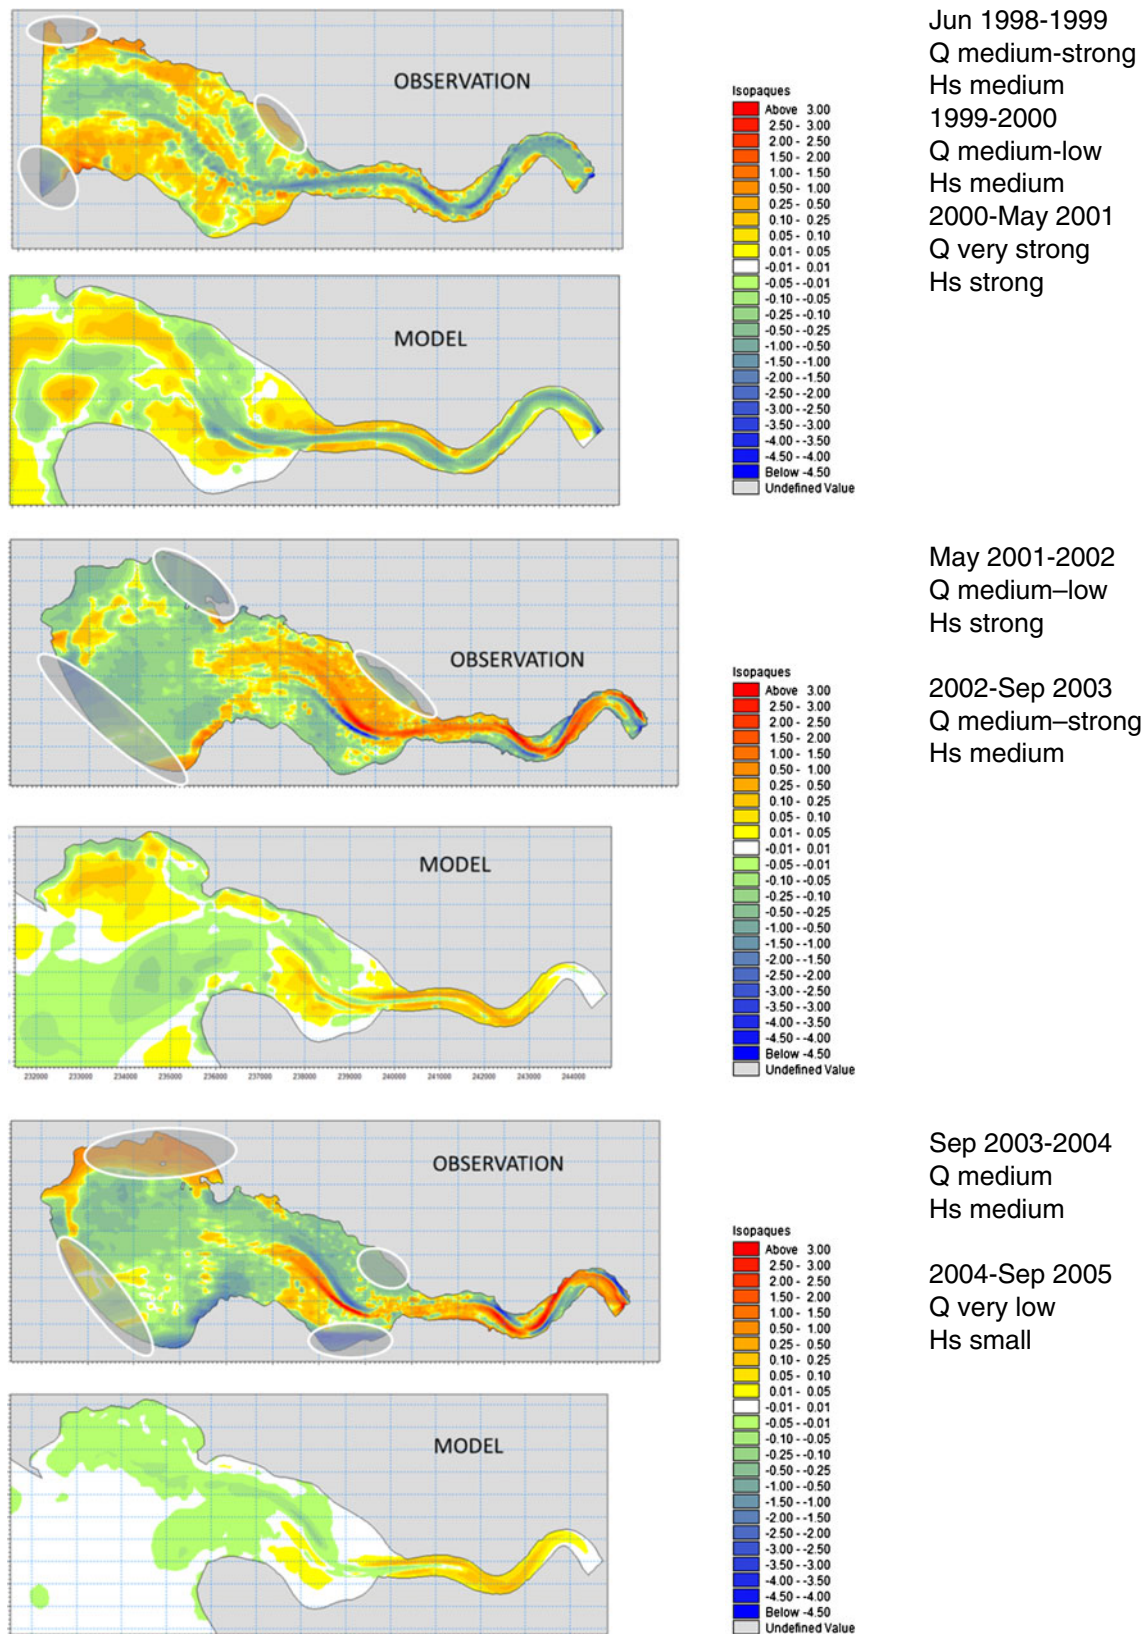 OBSERVATION
MODEL
Isopaques
Above 3.00
2.50 - 3.00
2.00 - 2.50
1.50 - 2.00
1.00 - 1.50
0.50 - 1.00
0.25 - 0.50
0.10 - 0.25
0.05 - 0.10
0.01 - 0.05
-0.01 - 0.01
-0.05 - -0.01
-0.10 - -0.05
-0.25 - -0.10
-0.50 - -0.25
-1.00 - -0.50
-1.50 - -1.00
-2.00 - -1.50
-2.50 - -2.00
-3.00 - -2.50
-3.50 - -3.00
-4.00 - -3.50
-4.50 - -4.00
Below -4.50
Undefined Value
Jun 1998-1999
Q medium-strong
Hs medium
1999-2000
Q medium-low
Hs medium
2000-May 2001
Q very strong
Hs strong
OBSERVATION
MODEL
232000 233000 234000 235000 236000 237000 238000 239000 240000 241000 242000 243000 244000
Isopaques
Above 3.00
2.50 - 3.00
2.00 - 2.50
1.50 - 2.00
1.00 - 1.50
0.50 - 1.00
0.25 - 0.50
0.10 - 0.25
0.05 - 0.10
0.01 - 0.05
-0.01 - 0.01
-0.05 - -0.01
-0.10 - -0.05
-0.25 - -0.10
-0.50 - -0.25
-1.00 - -0.50
-1.50 - -1.00
-2.00 - -1.50
-2.50 - -2.00
-3.00 - -2.50
-3.50 - -3.00
-4.00 - -3.50
-4.50 - -4.00
Below -4.50
Undefined Value
May 2001-2002
Q medium–low
Hs strong
2002-Sep 2003
Q medium–strong
Hs medium
OBSERVATION
MODEL
Isopaques
Above 3.00
2.50 - 3.00
2.00 - 2.50
1.50 - 2.00
1.00 - 1.50
0.50 - 1.00
0.25 - 0.50
0.10 - 0.25
0.05 - 0.10
0.01 - 0.05
-0.01 - 0.01
-0.05 - -0.01
-0.10 - -0.05
-0.25 - -0.10
-0.50 - -0.25
-1.00 - -0.50
-1.50 - -1.00
-2.00 - -1.50
-2.50 - -2.00
-3.00 - -2.50
-3.50 - -3.00
-4.00 - -3.50
-4.50 - -4.00
Below -4.50
Undefined Value
Sep 2003-2004
Q medium
Hs medium
2004-Sep 2005
Q very low
Hs small